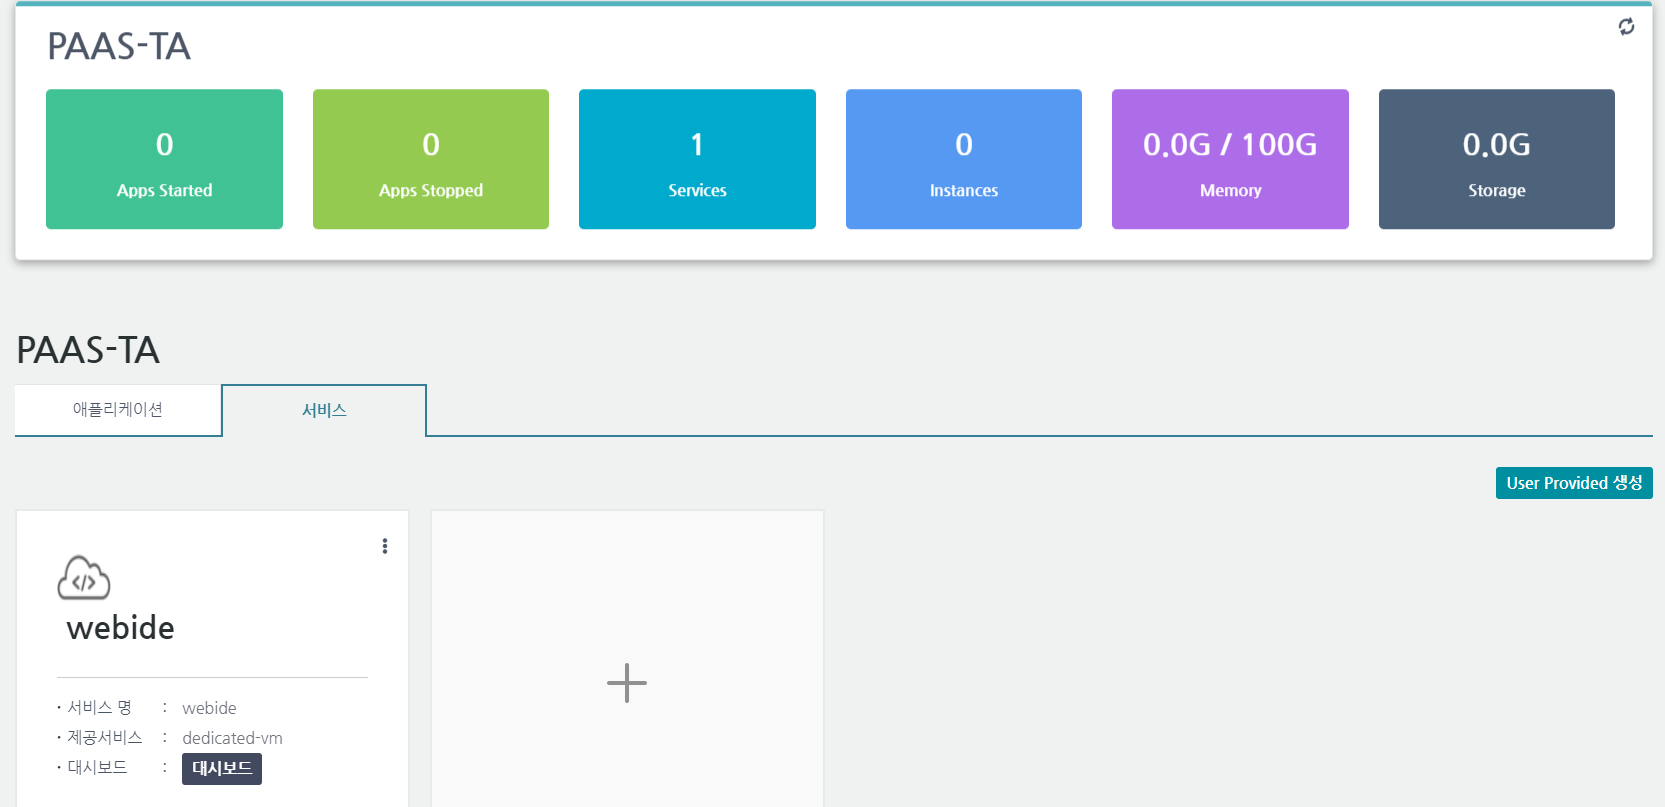 PAAS-TA
0
Apps Started
0
Apps Stopped
1
Services
0
Instances
0.0G / 100G
Memory
0.0G
Storage
PAAS-TA
애플리케이션
서비스
User Provided 생성
</>
webide
· 서비스 명 : webide
· 제공서비스 : dedicated-vm
· 대시보드 : 대시보드